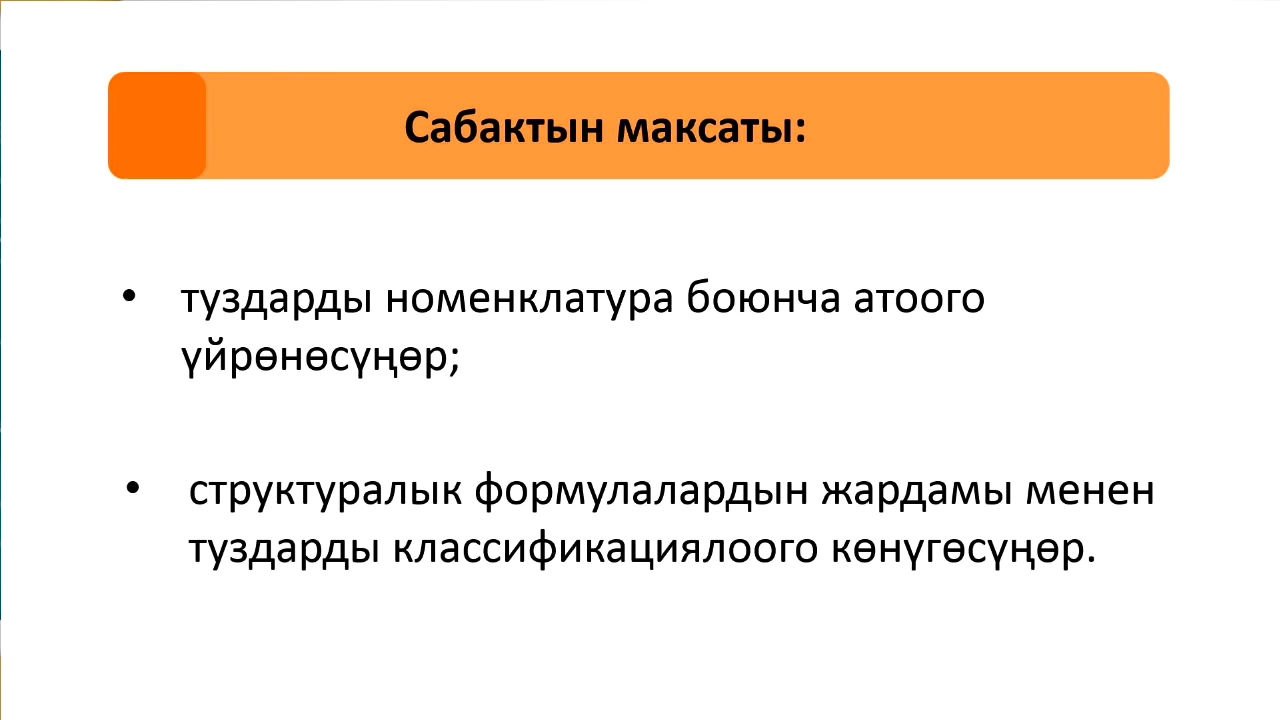 Сабактын максаты:
• туздарды номенклатура боюнча атоого
үйрөнөсүңөр;
• структуралык формулалардын жардамы менен
туздарды классификациялоого көнүгөсүңөр.